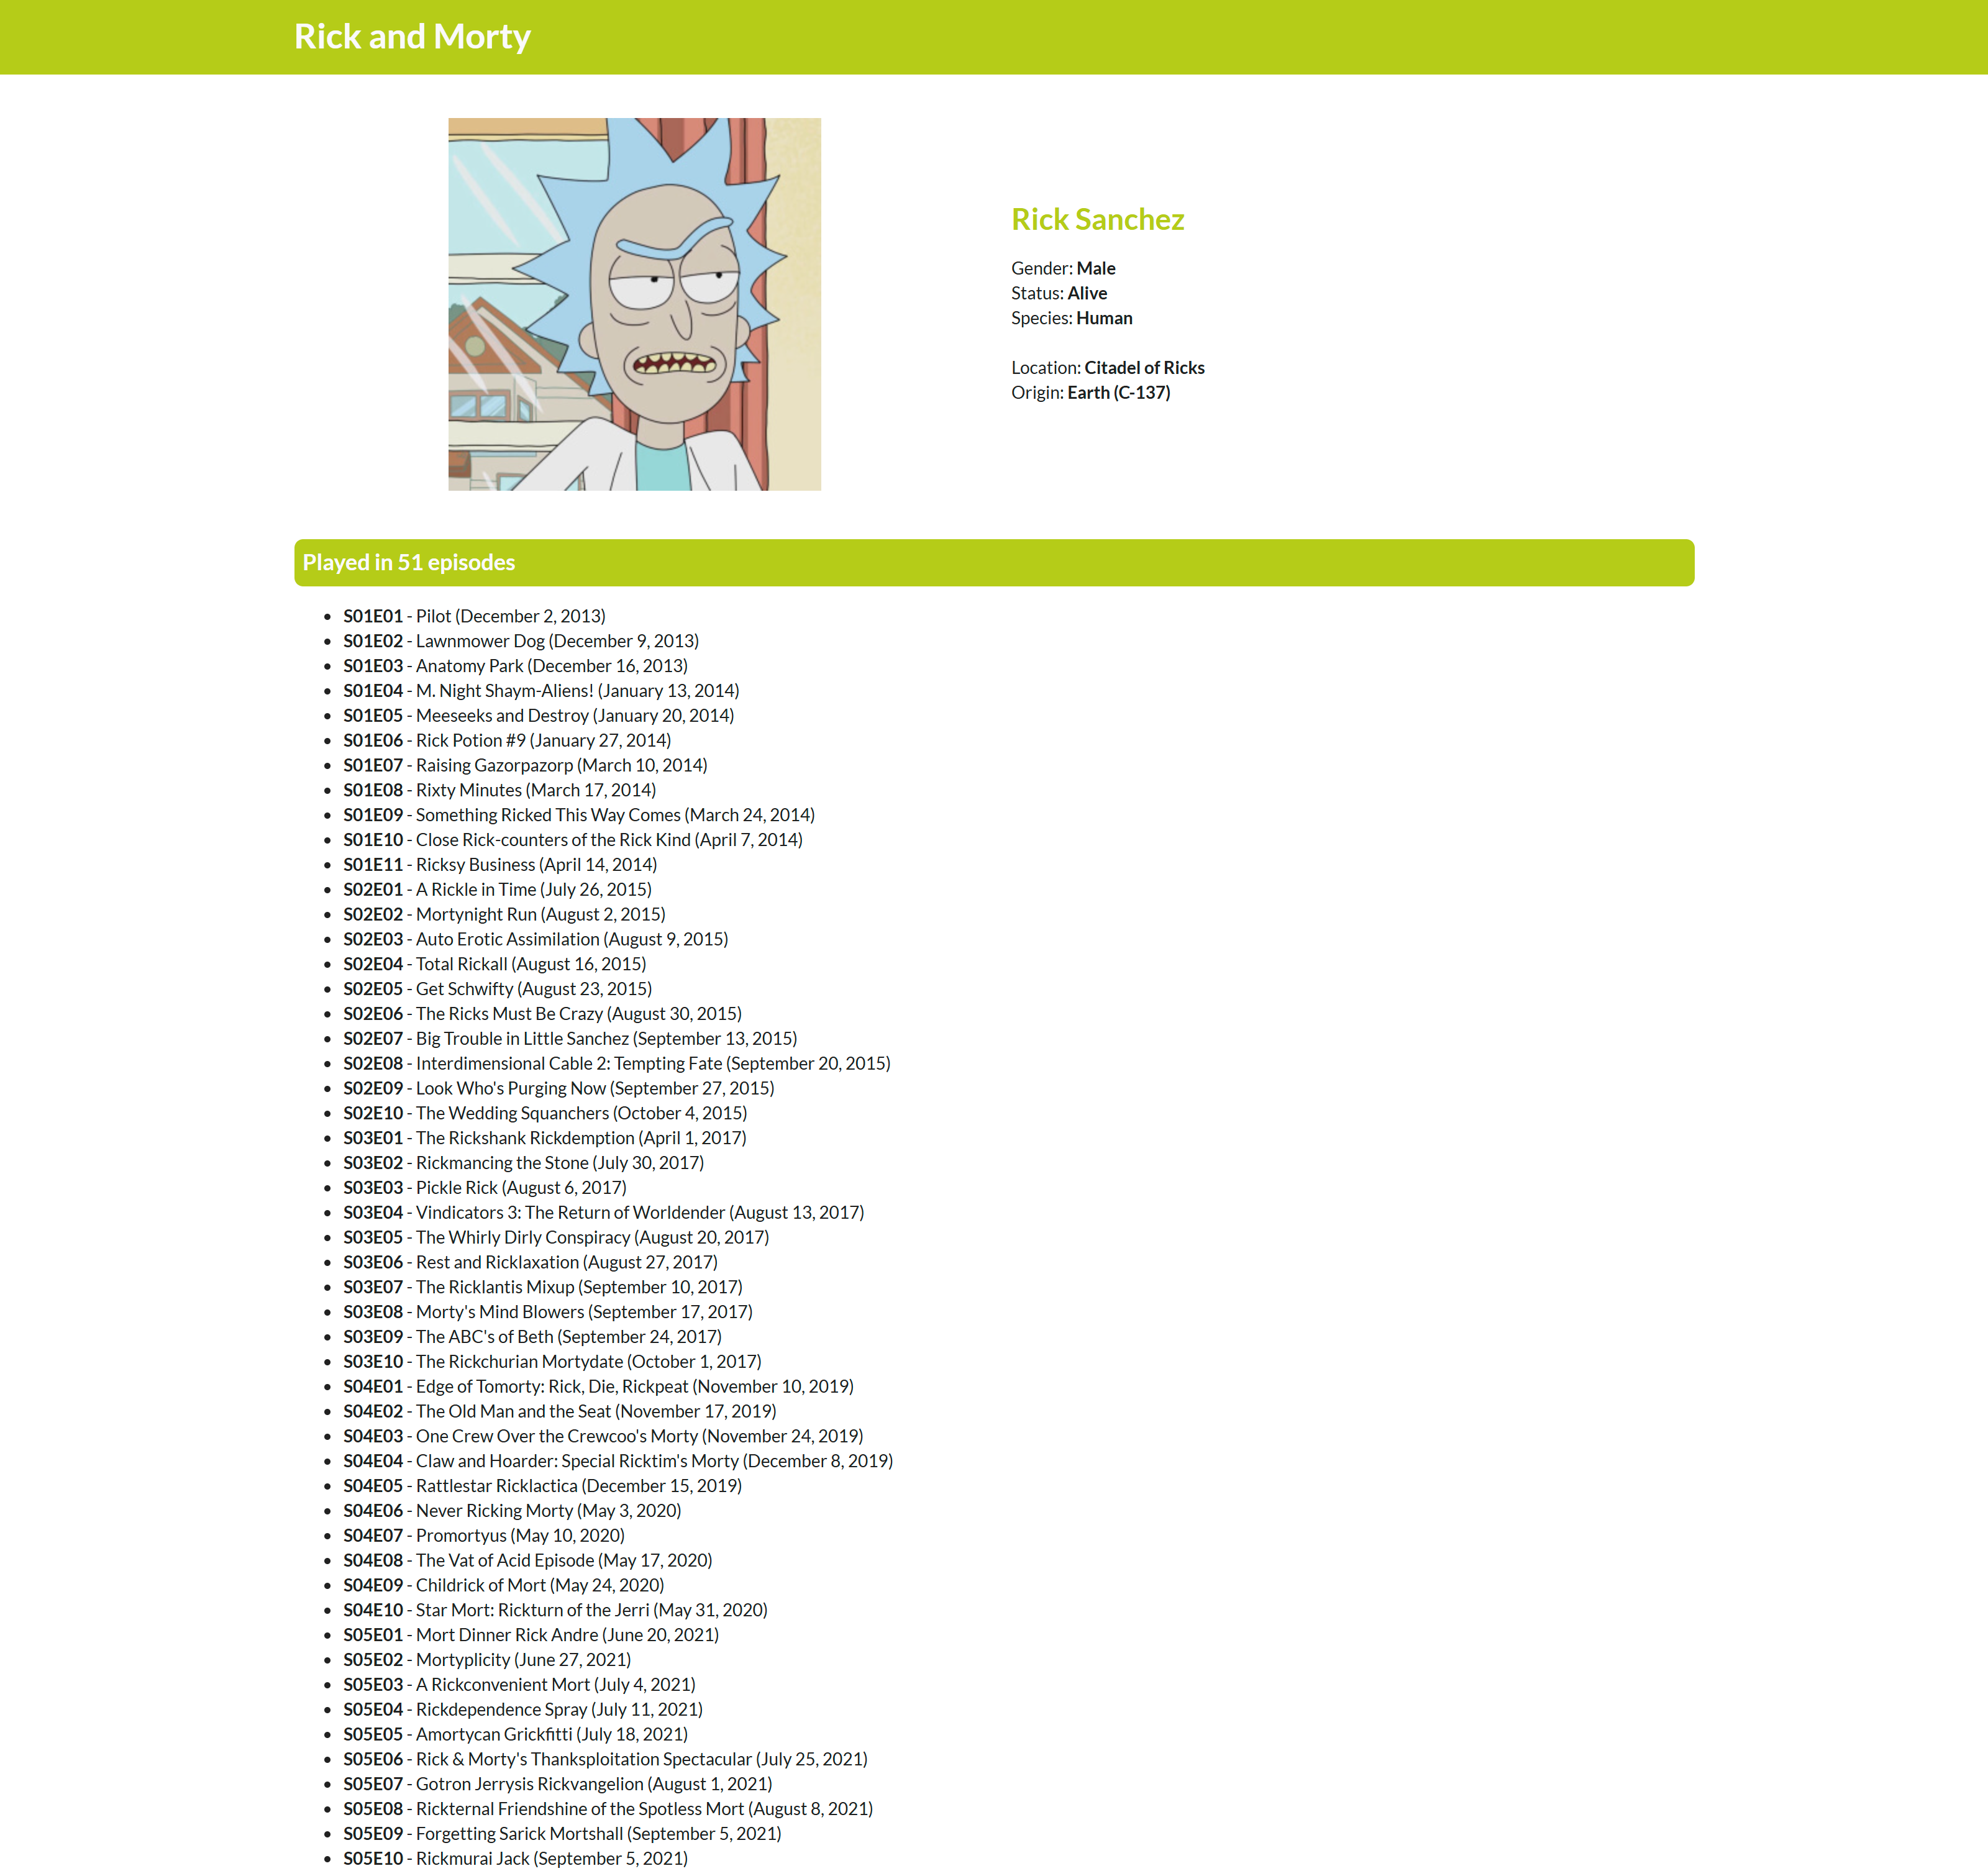 Rick and Morty
Rick Sanchez
Gender: Male
Status: Alive
Species: Human
Location: Citadel of Ricks
Origin: Earth (C-137)
Played in 51 episodes
S01E01 - Pilot (December 2, 2013)
S01E02 - Lawnmower Dog (December 9, 2013)
S01E03 - Anatomy Park (December 16, 2013)
S01E04 - M. Night Shaym-Aliens! (January 13, 2014)
S01E05 - Meeseeks and Destroy (January 20, 2014)
S01E06 - Rick Potion #9 (January 27, 2014)
S01E07 - Raising Gazorpazorp (March 10, 2014)
S01E08 - Rixty Minutes (March 17, 2014)
S01E09 - Something Ricked This Way Comes (March 24, 2014)
S01E10 - Close Rick-counters of the Rick Kind (April 7, 2014)
S01E11 - Ricksy Business (April 14, 2014)
S02E01 - A Rickle in Time (July 26, 2015)
S02E02 - Mortynight Run (August 2, 2015)
S02E03 - Auto Erotic Assimilation (August 9, 2015)
S02E04 - Total Rickall (August 16, 2015)
S02E05 - Get Schwifty (August 23, 2015)
S02E06 - The Ricks Must Be Crazy (August 30, 2015)
S02E07 - Big Trouble in Little Sanchez (September 13, 2015)
S02E08 - Interdimensional Cable 2: Tempting Fate (September 20, 2015)
S02E09 - Look Who's Purging Now (September 27, 2015)
S02E10 - The Wedding Squanchers (October 4, 2015)
S03E01 - The Rickshank Rickdemption (April 1, 2017)
S03E02 - Rickmancing the Stone (July 30, 2017)
S03E03 - Pickle Rick (August 6, 2017)
S03E04 - Vindicators 3: The Return of Worldender (August 13, 2017)
S03E05 - The Whirly Dirly Conspiracy (August 20, 2017)
S03E06 - Rest and Ricklaxation (August 27, 2017)
S03E07 - The Ricklantis Mixup (September 10, 2017)
S03E08 - Morty's Mind Blowers (September 17, 2017)
S03E09 - The ABC's of Beth (September 24, 2017)
S03E10 - The Rickchurian Mortydate (October 1, 2017)
S04E01 - Edge of Tomorty: Rick, Die, Rickpeat (November 10, 2019)
S04E02 - The Old Man and the Seat (November 17, 2019)
S04E03 - One Crew Over the Crewcoo's Morty (November 24, 2019)
S04E04 - Claw and Hoarder: Special Ricktim's Morty (December 8, 2019)
S04E05 - Rattlestar Ricklactica (December 15, 2019)
S04E06 - Never Ricking Morty (May 3, 2020)
S04E07 - Promortyus (May 10, 2020)
S04E08 - The Vat of Acid Episode (May 17, 2020)
S04E09 - Childrick of Mort (May 24, 2020)
S04E10 - Star Mort: Rickturn of the Jerri (May 31, 2020)
S05E01 - Mort Dinner Rick Andre (June 20, 2021)
S05E02 - Mortyplicity (June 27, 2021)
S05E03 - A Rickconvenient Mort (July 4, 2021)
S05E04 - Rickdependence Spray (July 11, 2021)
S05E05 - Amortycan Grickfitti (July 18, 2021)
S05E06 - Rick & Morty's Thanksploitation Spectacular (July 25, 2021)
S05E07 - Gotron Jerrysis Rickvangelion (August 1, 2021)
S05E08 - Rickternal Friendshine of the Spotless Mort (August 8, 2021)
S05E09 - Forgetting Sarick Mortshall (September 5, 2021)
S05E10 - Rickmurai Jack (September 5, 2021)